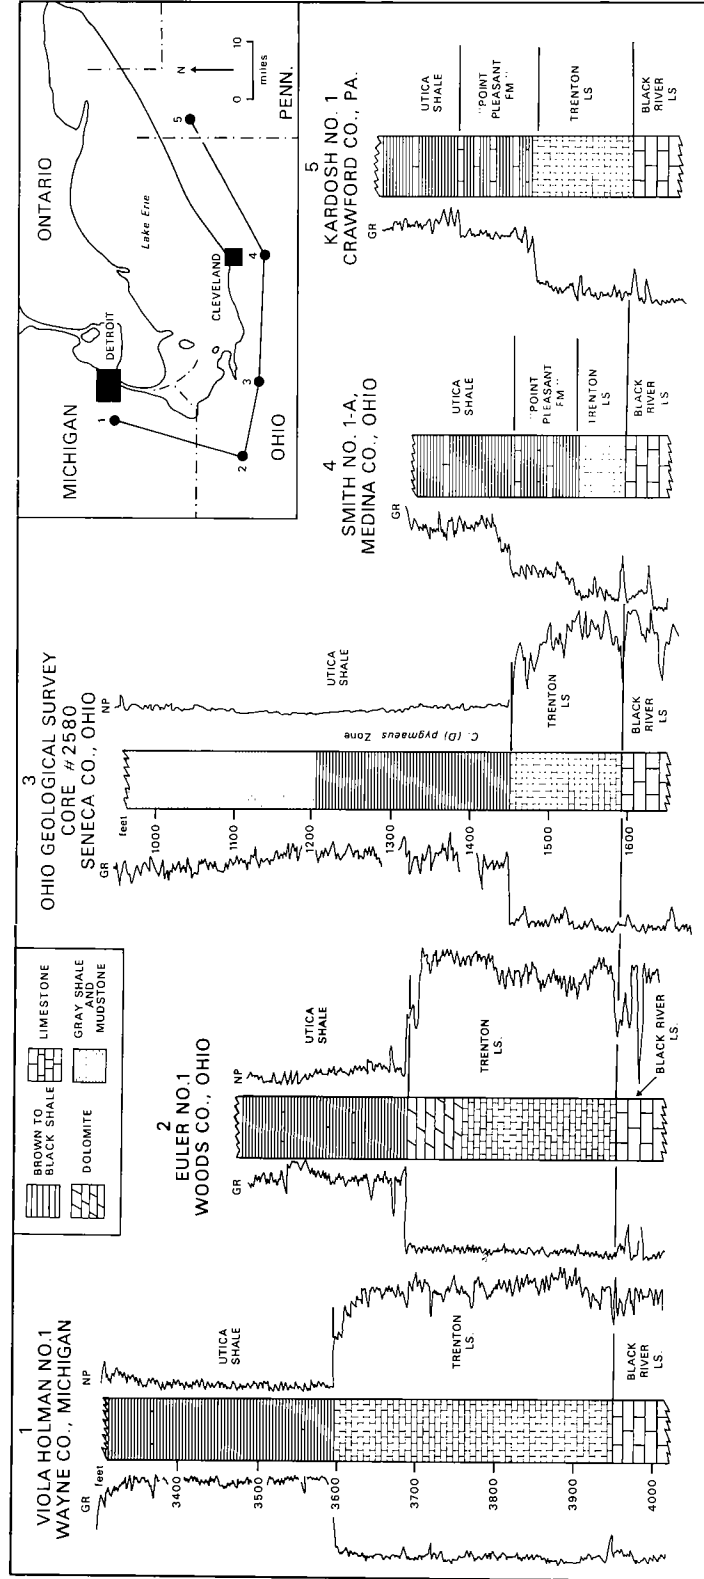 1
VIOLA HOLMAN NO.1
WAYNE CO., MICHIGAN
GR
feet
NP
3400
3500
3600
3700
3800
3900
4000
UTICA
SHALE
TRENTON
LS.
BLACK
RIVER
LS.
BROWN TO
BLACK SHALE
LIMESTONE
DOLOMITE
GRAY SHALE
AND
MUDSTONE
2
EULER NO.1
WOODS CO., OHIO
GR
NP
UTICA
SHALE
TRENTON
LS.
BLACK RIVER
LS.
3
OHIO GEOLOGICAL SURVEY
CORE #2580
SENECA CO., OHIO
GR
feet
NP
1000
1100
1200
1300
1400
1500
1600
C. (D) pygmaeus Zone
UTICA
SHALE
TRENTON
LS
BLACK RIVER
LS
4
SMITH NO. 1-A,
MEDINA CO., OHIO
GR
UTICA
SHALE
"POINT
PLEASANT
FM"
TRENTON
LS
BLACK
RIVER
LS
5
KARDOSH NO. 1
CRAWFORD CO., PA.
GR
UTICA
SHALE
"POINT
PLEASANT
FM"
TRENTON
LS
BLACK
RIVER
LS
MICHIGAN
ONTARIO
DETROIT
Lake Erie
CLEVELAND
OHIO
PENN.
N
0
10
miles
1
2
3
4
5